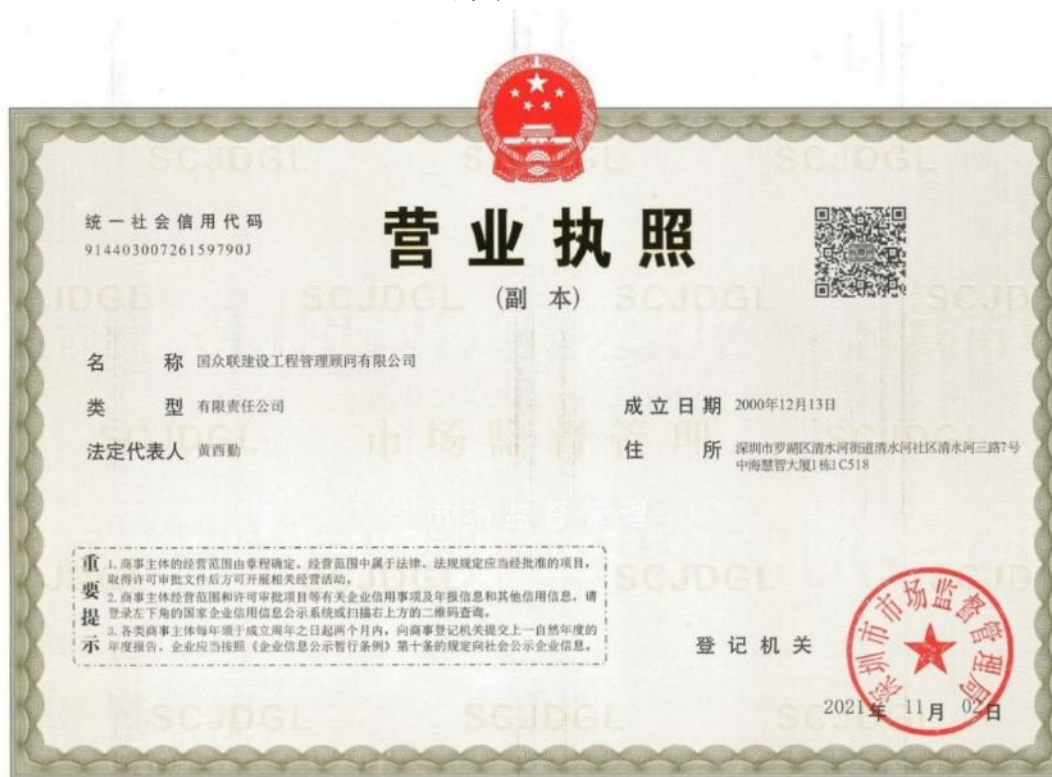 统一社会信用代码
91440300726159790J
营业执照
(副 本)
名 称 国众联建设工程管理顾问有限公司
类 型 有限责任公司
法定代表人 黄西勤
成立日期 2000年12月13日
住 所 深圳市罗湖区清水河街道清水河社区清水河三路7号
中海慧智大厦1栋1C518
重要提示
1.商事主体的经营范围由章程确定。经营范围中属于法律、法规规定应当经批准的项目,
取得许可审批文件后方可开展相关经营活动。
2.商事主体经营范围和许可审批项目等有关企业信用事项及年报信息和其他信用信息,请
登录左下角的国家企业信用信息公示系统或扫描右上方的二维码查询。
3.各类商事主体每年须于成立周年之日起两个月内,向商事登记机关提交上一自然年度的
年度报告。企业应当按照《企业信息公示暂行条例》第十条的规定向社会公示企业信息。
登记机关
深圳市市场监督管理局
2021年 11月 02日
SCJDGL
市场监督管理